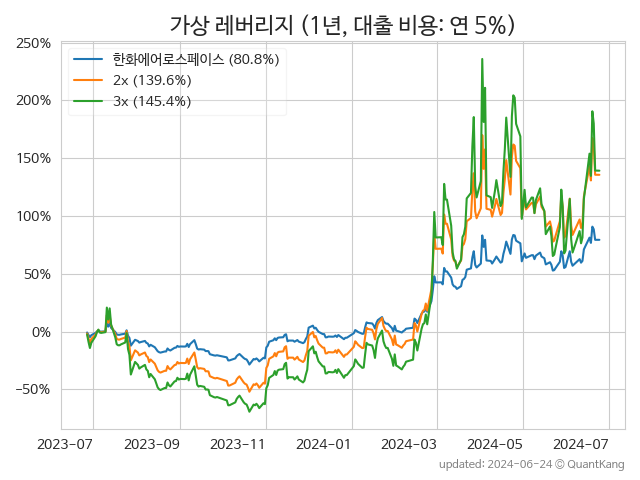 가상 레버리지 (1년, 대출 비용: 연 5%)
250%
200%
150%
100%
50%
0%
−50%
한화에어로스페이스 (80.8%)
2x (139.6%)
3x (145.4%)
2023-07 2023-09 2023-11 2024-01 2024-03 2024-05 2024-07
updated: 2024-06-24 © QuantKang